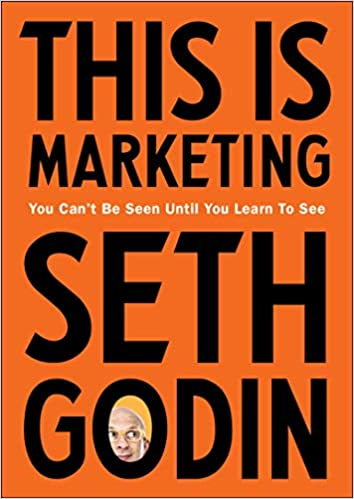 THIS IS
MARKETING
You Can't Be Seen Until You Learn To See
SETH
GODIN